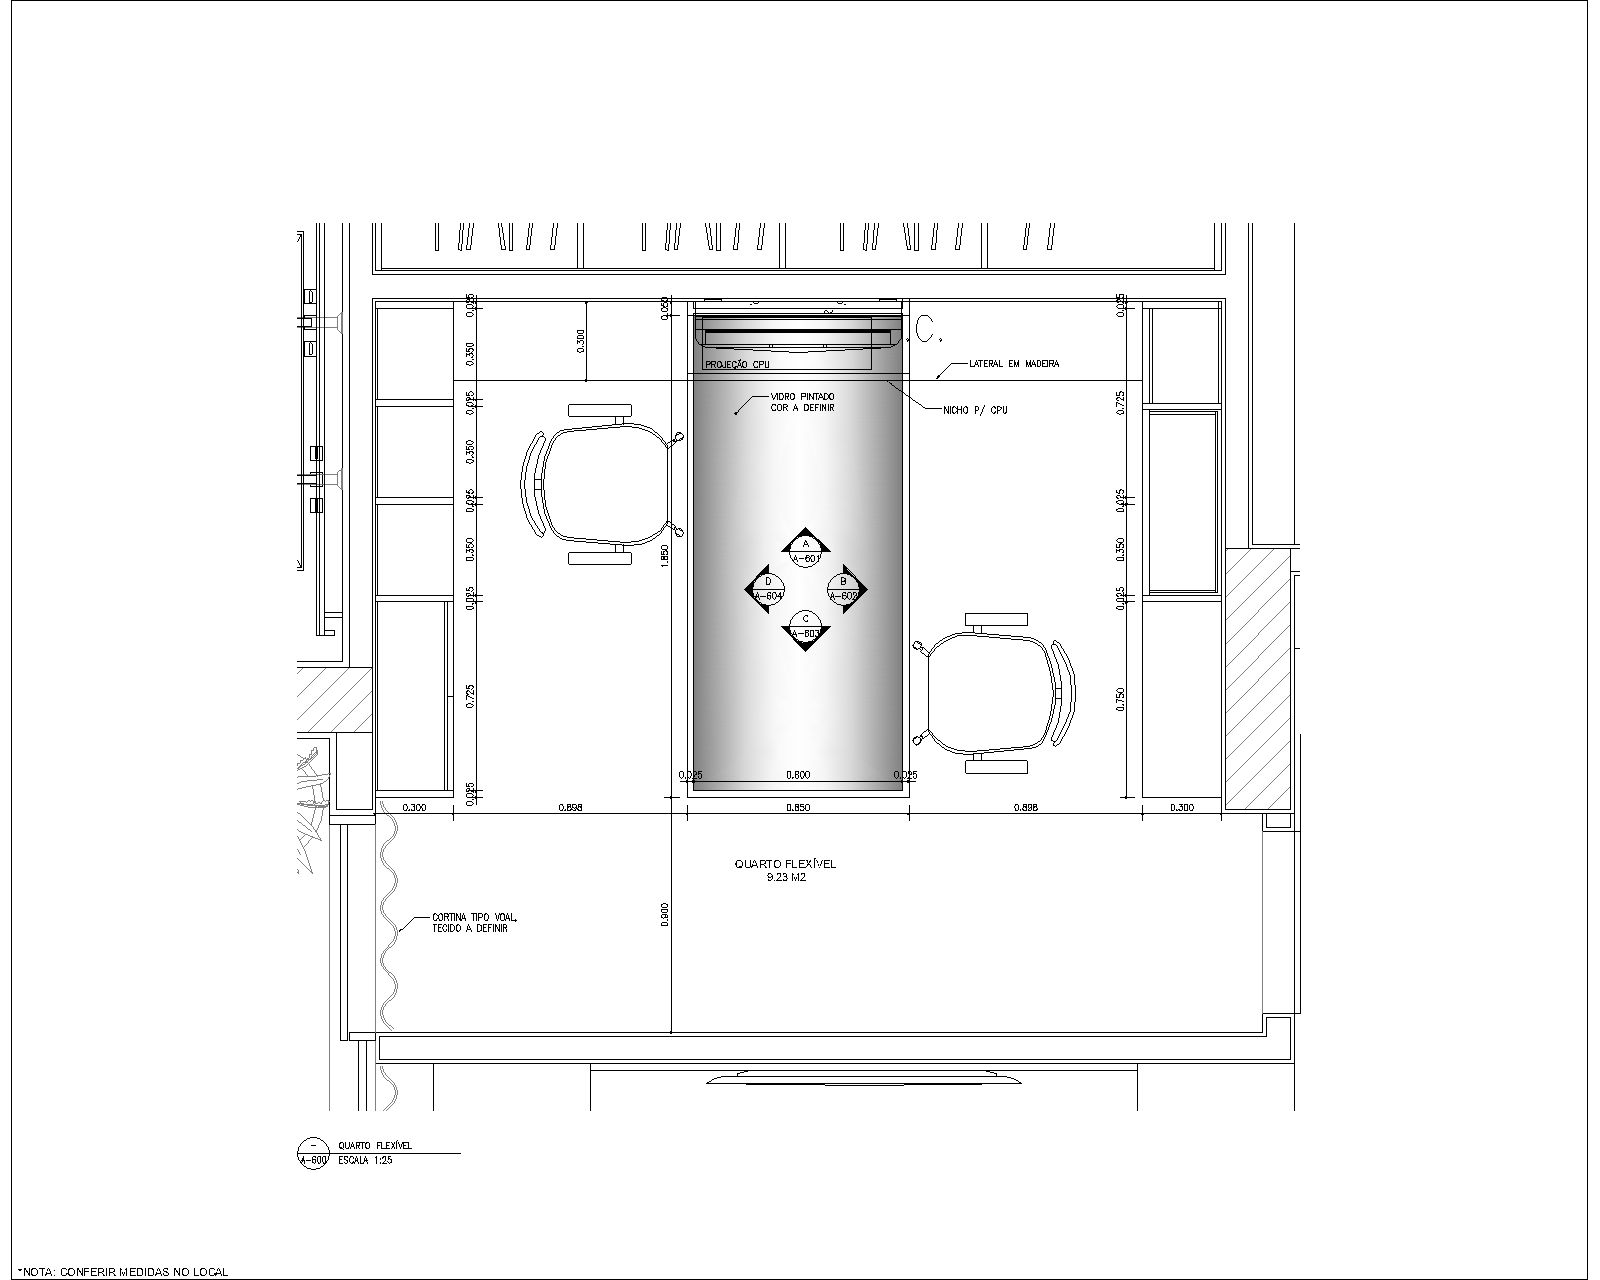 0.025
0.050
0.025
0.300
0.350
C.
PROJEÇÃO CPU
LATERAL EM MADEIRA
VIDRO PINTADO
COR A DEFINIR
NICHO P/ CPU
0.025
0.725
0.350
0.025
0.025
0.350
1.850
0.350
A
A-601
D
A-604
B
A-602
C
A-603
0.025
0.025
0.725
0.750
0.025
0.025
0.800
0.025
0.300
0.898
0.850
0.898
0.300
QUARTO FLEXÍVEL
9.23 M2
CORTINA TIPO VOAL,
TECIDO A DEFINIR
0.900
-
A-600
QUARTO FLEXÍVEL
ESCALA 1:25
*NOTA: CONFERIR MEDIDAS NO LOCAL